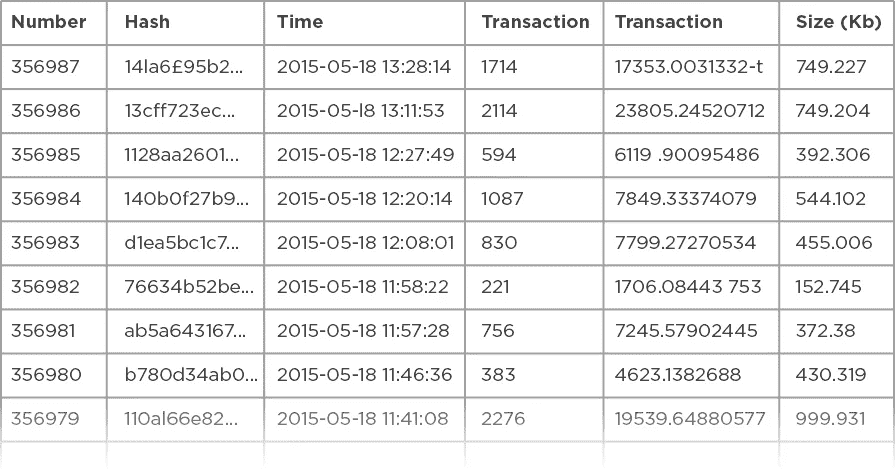 Number Hash Time Transaction Transaction Size (Kb)
356987 14la6£95b2... 2015-05-18 13:28:14 1714 17353.0031332-t 749.227
356986 13cff723ec... 2015-05-l8 13:11:53 2114 23805.24520712 749.204
356985 1128aa2601... 2015-05-18 12:27:49 594 6119 .90095486 392.306
356984 140b0f27b9... 2015-05-18 12:20:14 1087 7849.33374079 544.102
356983 d1ea5bc1c7... 2015-05-18 12:08:01 830 7799.27270534 455.006
356982 76634b52be... 2015-05-18 11:58:22 221 1706.08443 753 152.745
356981 ab5a643167... 2015-05-18 11:57:28 756 7245.57902445 372.38
356980 b780d34ab0... 2015-05-18 11:46:36 383 4623.1382688 430.319
356979 110al66e82... 2015-05-18 11:41:08 2276 19539.64880577 999.931